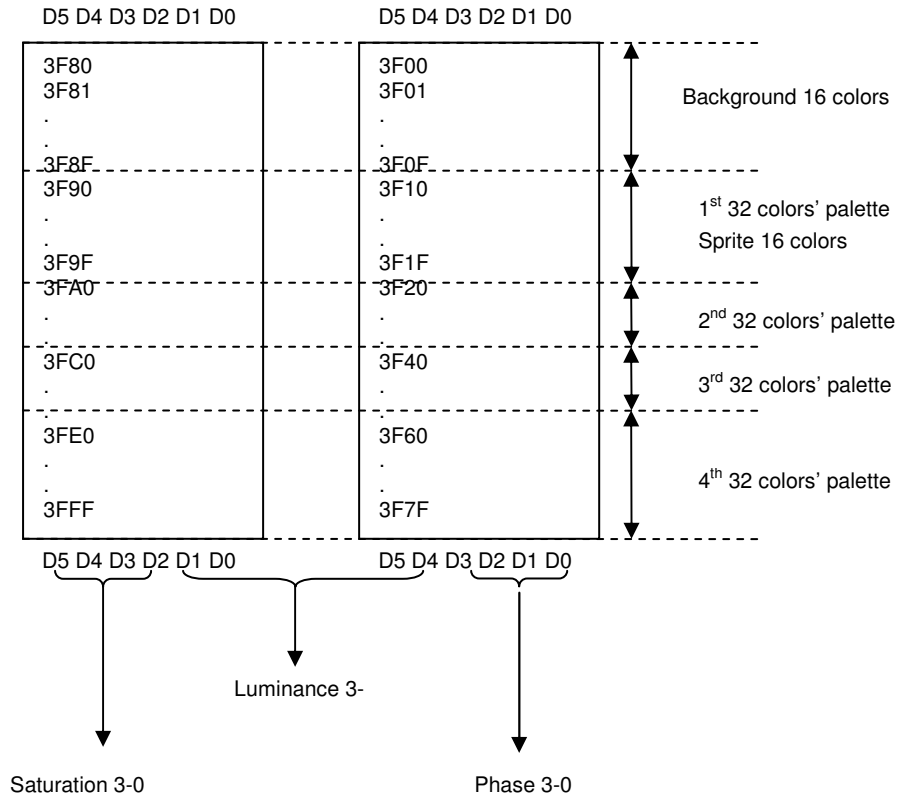 D5 D4 D3 D2 D1 D0
D5 D4 D3 D2 D1 D0
3F80
3F81
.
.
3F8F
3F90
.
.
3F9F
3FA0
.
.
3FC0
.
.
3FE0
.
.
3FFF
3F00
3F01
.
.
3F0F
3F10
.
.
3F1F
3F20
.
.
3F40
.
.
3F60
.
.
3F7F
Background 16 colors
1st 32 colors’ palette
Sprite 16 colors
2nd 32 colors’ palette
3rd 32 colors’ palette
4th 32 colors’ palette
D5 D4 D3 D2 D1 D0
D5 D4 D3 D2 D1 D0
Luminance 3-
Saturation 3-0
Phase 3-0